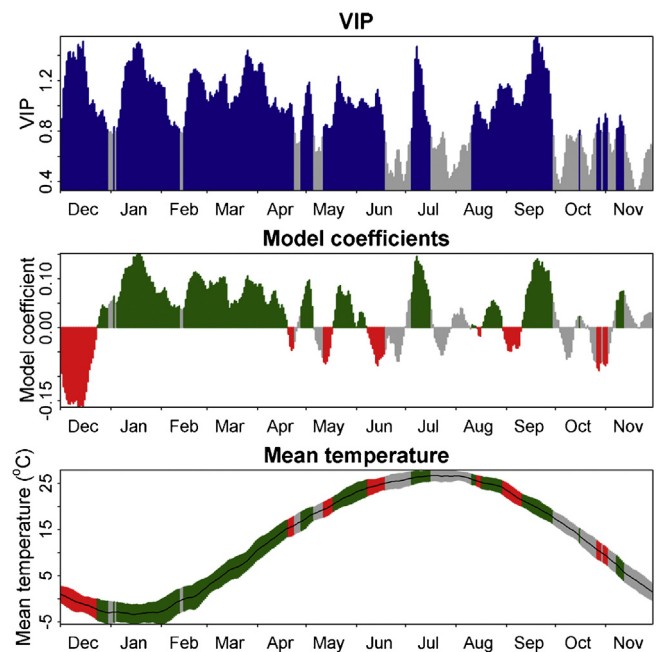 VIP
VIP
1.2
0.8
0.4
Dec Jan Feb Mar Apr May Jun Jul Aug Sep Oct Nov
Model coefficients
Model coefficient
0.10
0.00
-0.15
Dec Jan Feb Mar Apr May Jun Jul Aug Sep Oct Nov
Mean temperature
Mean temperature (°C)
25
15
5
-5
Dec Jan Feb Mar Apr May Jun Jul Aug Sep Oct Nov